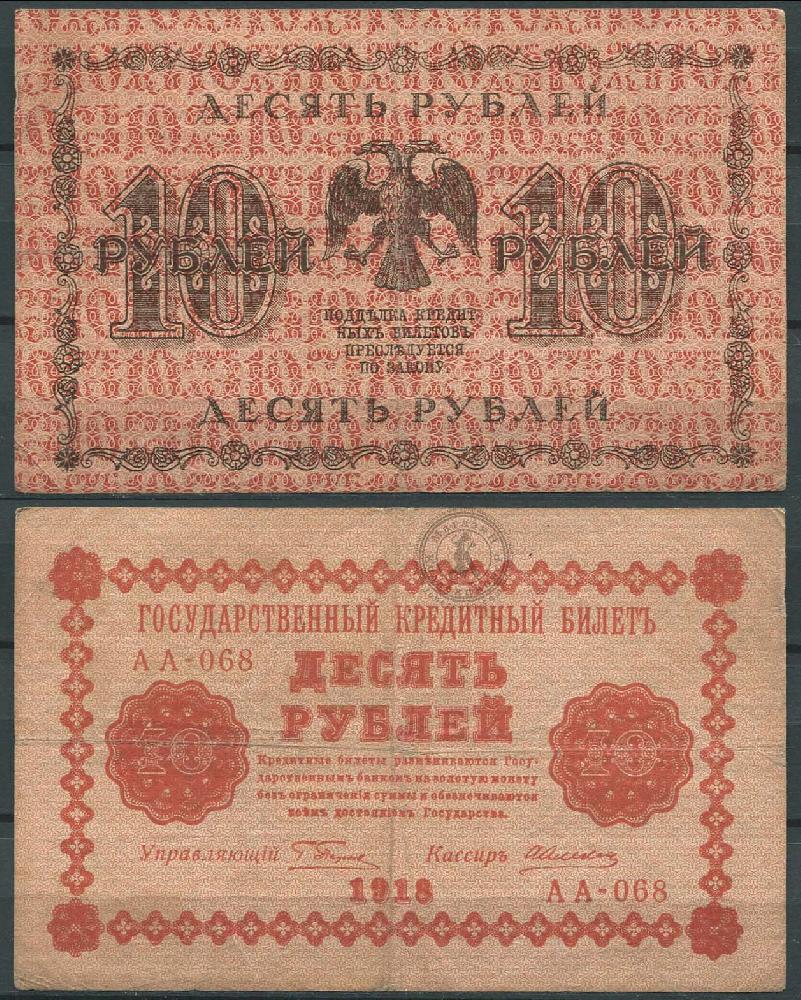 ДЕСЯТЬ РУБЛЕЙ
10 10
РУБЛЕЙ РУБЛЕЙ
ПОДДѢЛКА КРЕДИТ
НЫХЪ БИЛЕТОВЪ
ПРЕСЛѢДУЕТСЯ
ПО ЗАКОНУ.
ДЕСЯТЬ РУБЛЕЙ
ГОСУДАРСТВЕННЫЙ КРЕДИТНЫЙ БИЛЕТЪ
АА-068
ДЕСЯТЬ
РУБЛЕЙ
10 10
Кредитные билеты размѣниваются Госу-
дарственнымъ банкомъ на золотую монету
безъ ограниченія суммы и обезпечиваются
всѣмъ достояніемъ Государства.
Управляющій Кассиръ
1918 АА-068